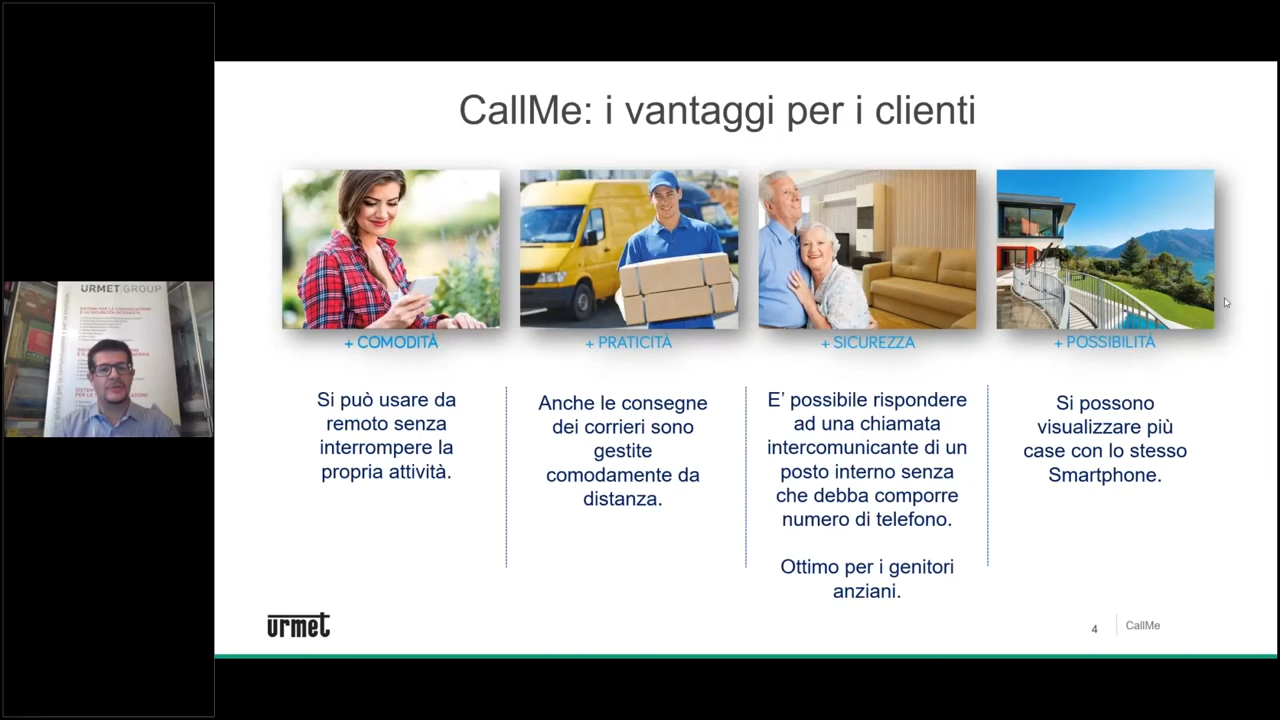 CallMe: i vantaggi per i clienti
+ COMODITÀ
Si può usare da
remoto senza
interrompere la
propria attività.
+ PRATICITÀ
Anche le consegne
dei corrieri sono
gestite
comodamente da
distanza.
+ SICUREZZA
E' possibile rispondere
ad una chiamata
intercomunicante di un
posto interno senza
che debba comporre
numero di telefono.
Ottimo per i genitori
anziani.
+ POSSIBILITÀ
Si possono
visualizzare più
case con lo stesso
Smartphone.
urmet
4
CallMe
URMET GROUP